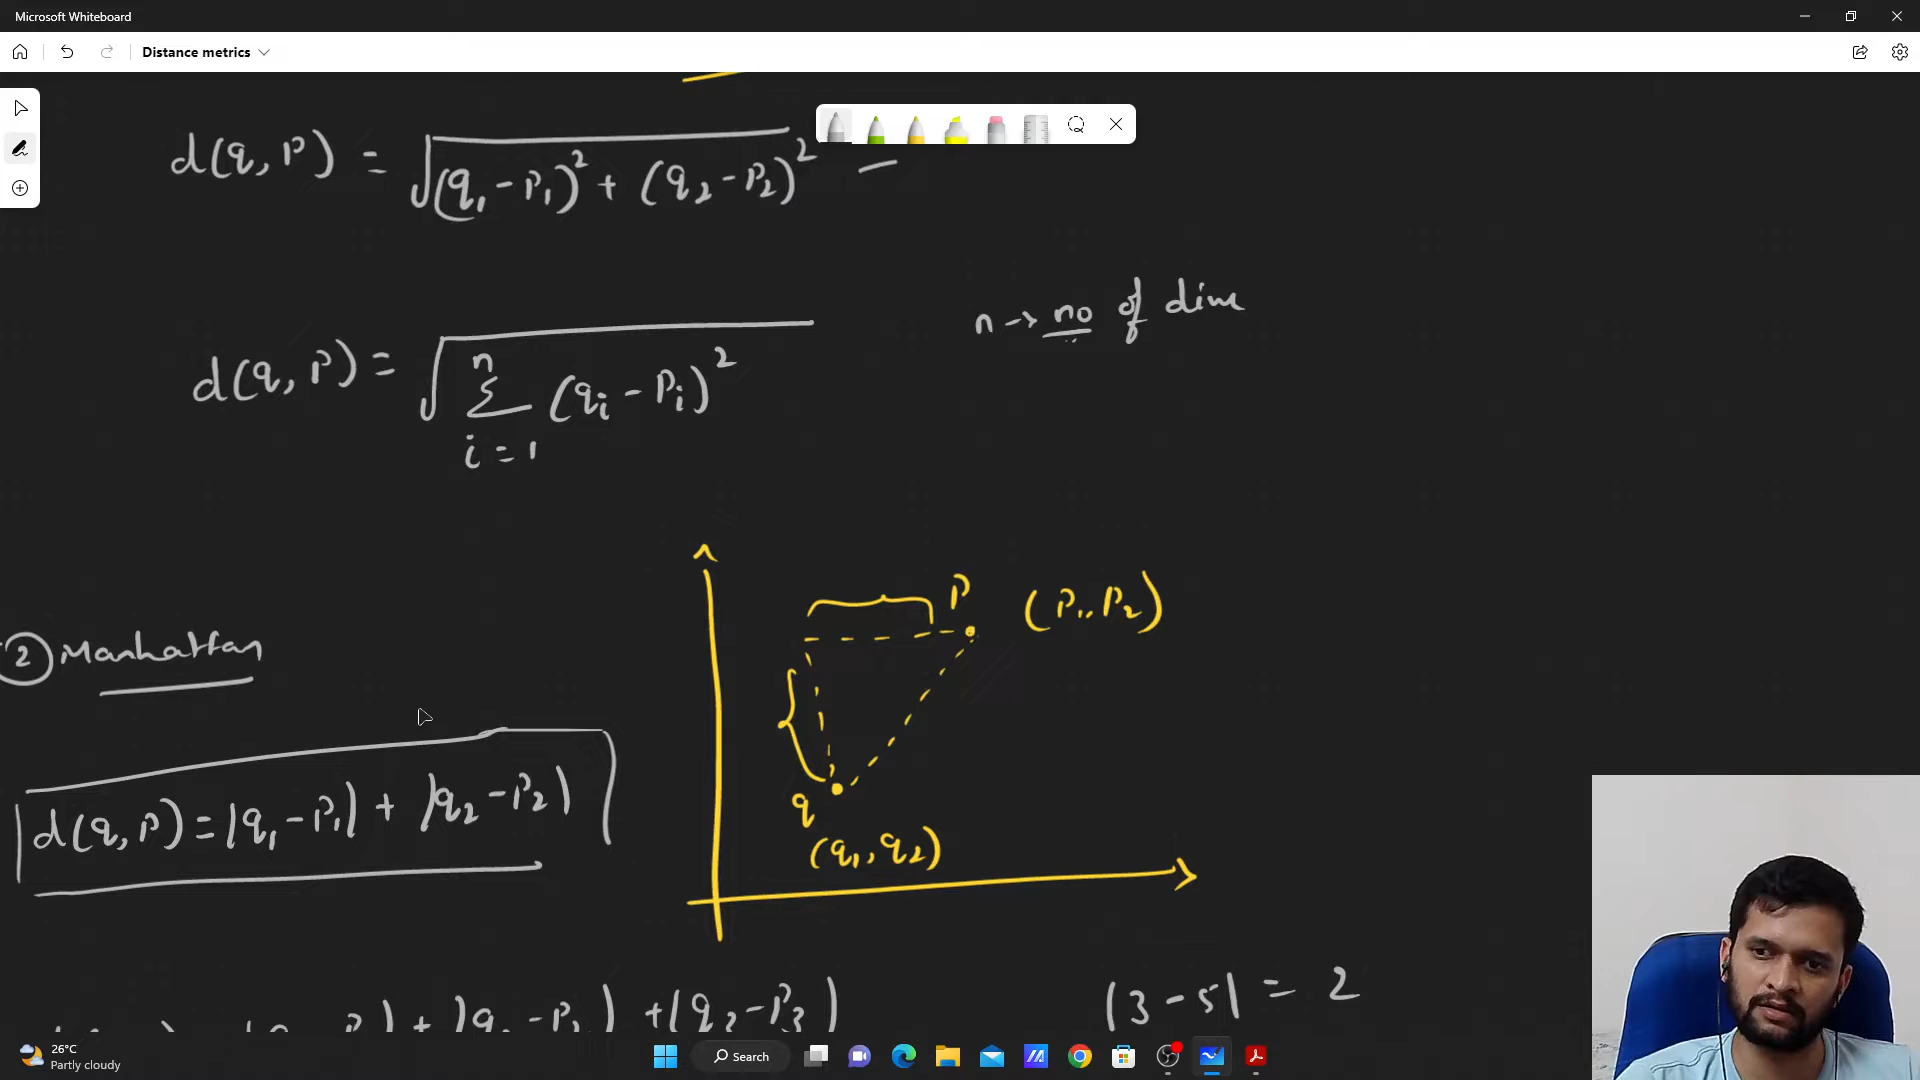 Microsoft Whiteboard
Distance metrics
d(q, P) = √(q₁ - P₁)² + (q₂ - P₂)² -
n → no of dime
d(q, P) = √ n Σ i = 1 (qᵢ - Pᵢ)²
P (P₁, P₂)
② Manhattan
d(q, P) = |q₁ - P₁| + |q₂ - P₂|
q
(q₁, q₂)
|3 - 5| = 2
26°C
Partly cloudy
Search